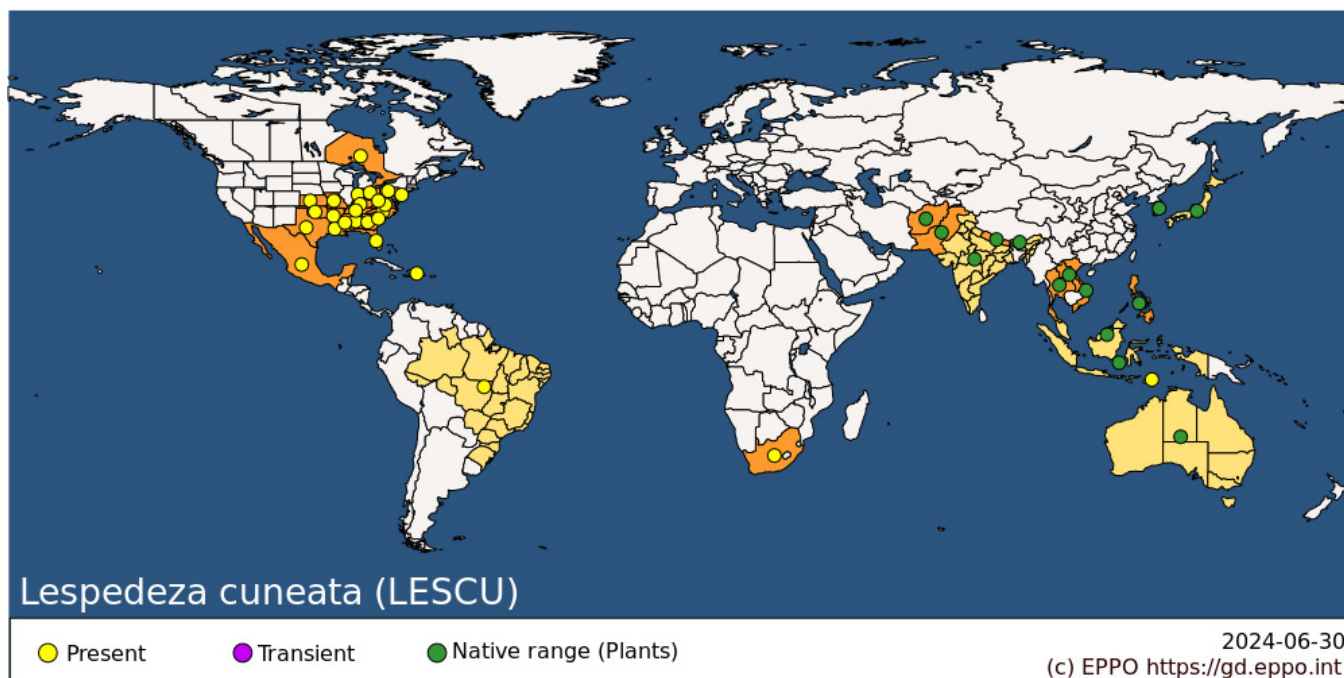 Lespedeza cuneata (LESCU)
Present
Transient
Native range (Plants)
2024-06-30
(c) EPPO https://gd.eppo.int